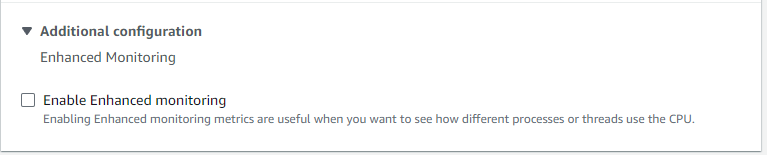 Additional configuration
Enhanced Monitoring
Enable Enhanced monitoring
Enabling Enhanced monitoring metrics are useful when you want to see how different processes or threads use the CPU.